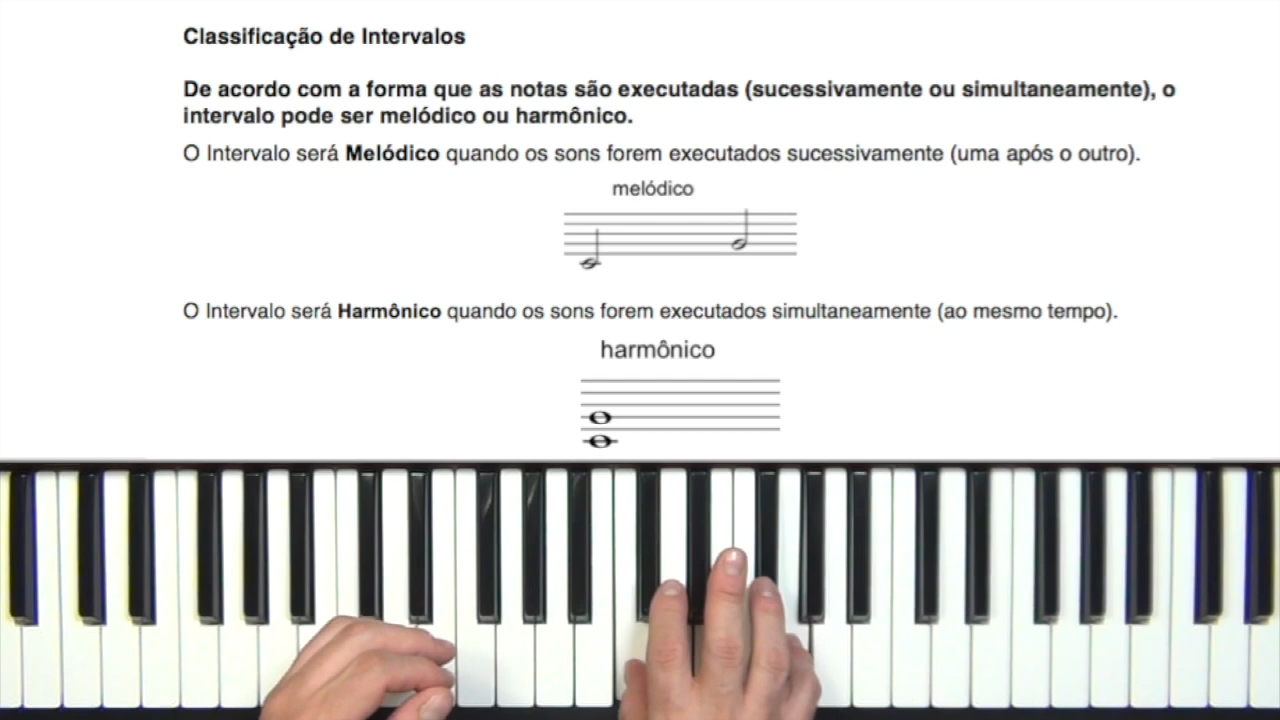 Classificação de Intervalos
De acordo com a forma que as notas são executadas (sucessivamente ou simultaneamente), o
intervalo pode ser melódico ou harmônico.
O Intervalo será Melódico quando os sons forem executados sucessivamente (uma após o outro).
melódico
O Intervalo será Harmônico quando os sons forem executados simultaneamente (ao mesmo tempo).
harmônico